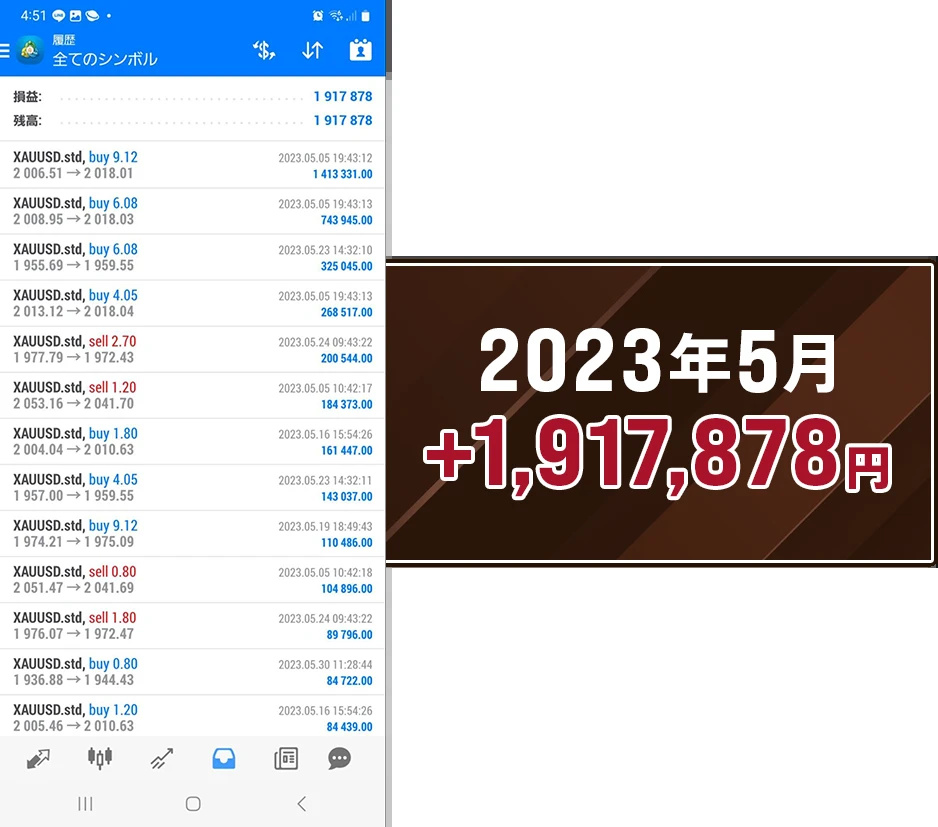 4:51
履歴
全てのシンボル
損益: 1 917 878
残高: 1 917 878
XAUUSD.std, buy 9.12 2023.05.05 19:43:12
2 006.51 → 2 018.01 1 413 331.00
XAUUSD.std, buy 6.08 2023.05.05 19:43:13
2 008.95 → 2 018.03 743 945.00
XAUUSD.std, buy 6.08 2023.05.23 14:32:10
1 955.69 → 1 959.55 325 045.00
XAUUSD.std, buy 4.05 2023.05.05 19:43:13
2 013.12 → 2 018.04 268 517.00
XAUUSD.std, sell 2.70 2023.05.24 09:43:22
1 977.79 → 1 972.43 200 544.00
XAUUSD.std, sell 1.20 2023.05.05 10:42:17
2 053.16 → 2 041.70 184 373.00
XAUUSD.std, buy 1.80 2023.05.16 15:54:26
2 004.04 → 2 010.63 161 447.00
XAUUSD.std, buy 4.05 2023.05.23 14:32:11
1 957.00 → 1 959.55 143 037.00
XAUUSD.std, buy 9.12 2023.05.19 18:49:43
1 974.21 → 1 975.09 110 486.00
XAUUSD.std, sell 0.80 2023.05.05 10:42:18
2 051.47 → 2 041.69 104 896.00
XAUUSD.std, sell 1.80 2023.05.24 09:43:22
1 976.07 → 1 972.47 89 796.00
XAUUSD.std, buy 0.80 2023.05.30 11:28:44
1 936.88 → 1 944.43 84 722.00
XAUUSD.std, buy 1.20 2023.05.16 15:54:26
2 005.46 → 2 010.63 84 439.00
2023年5月
+1,917,878円